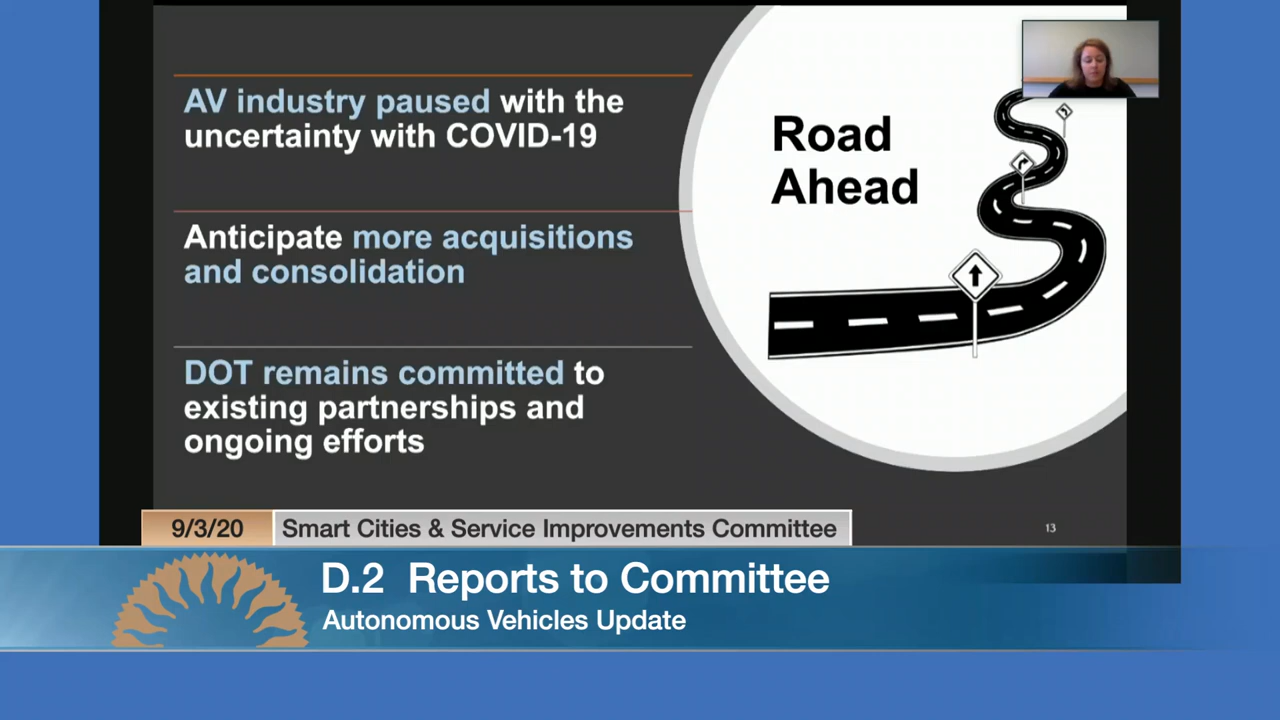 AV industry paused with the
uncertainty with COVID-19
Anticipate more acquisitions
and consolidation
DOT remains committed to
existing partnerships and
ongoing efforts
Road
Ahead
13
9/3/20
Smart Cities & Service Improvements Committee
D.2 Reports to Committee
Autonomous Vehicles Update